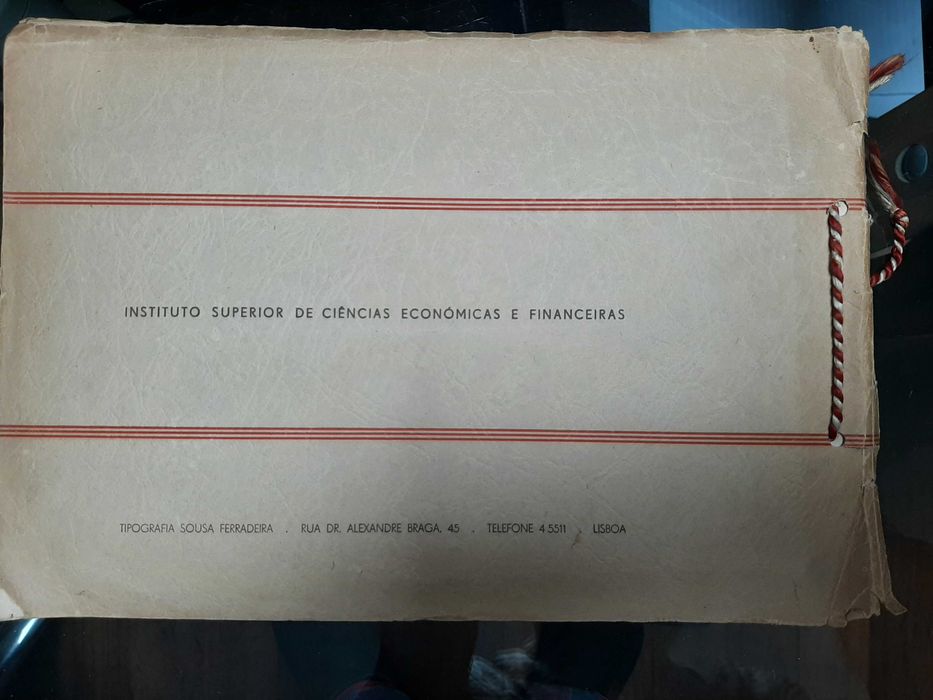 INSTITUTO SUPERIOR DE CIÊNCIAS ECONÓMICAS E FINANCEIRAS
TIPOGRAFIA SOUSA FERRADEIRA . RUA DR. ALEXANDRE BRAGA, 45 . TELEFONE 4 5511 . LISBOA